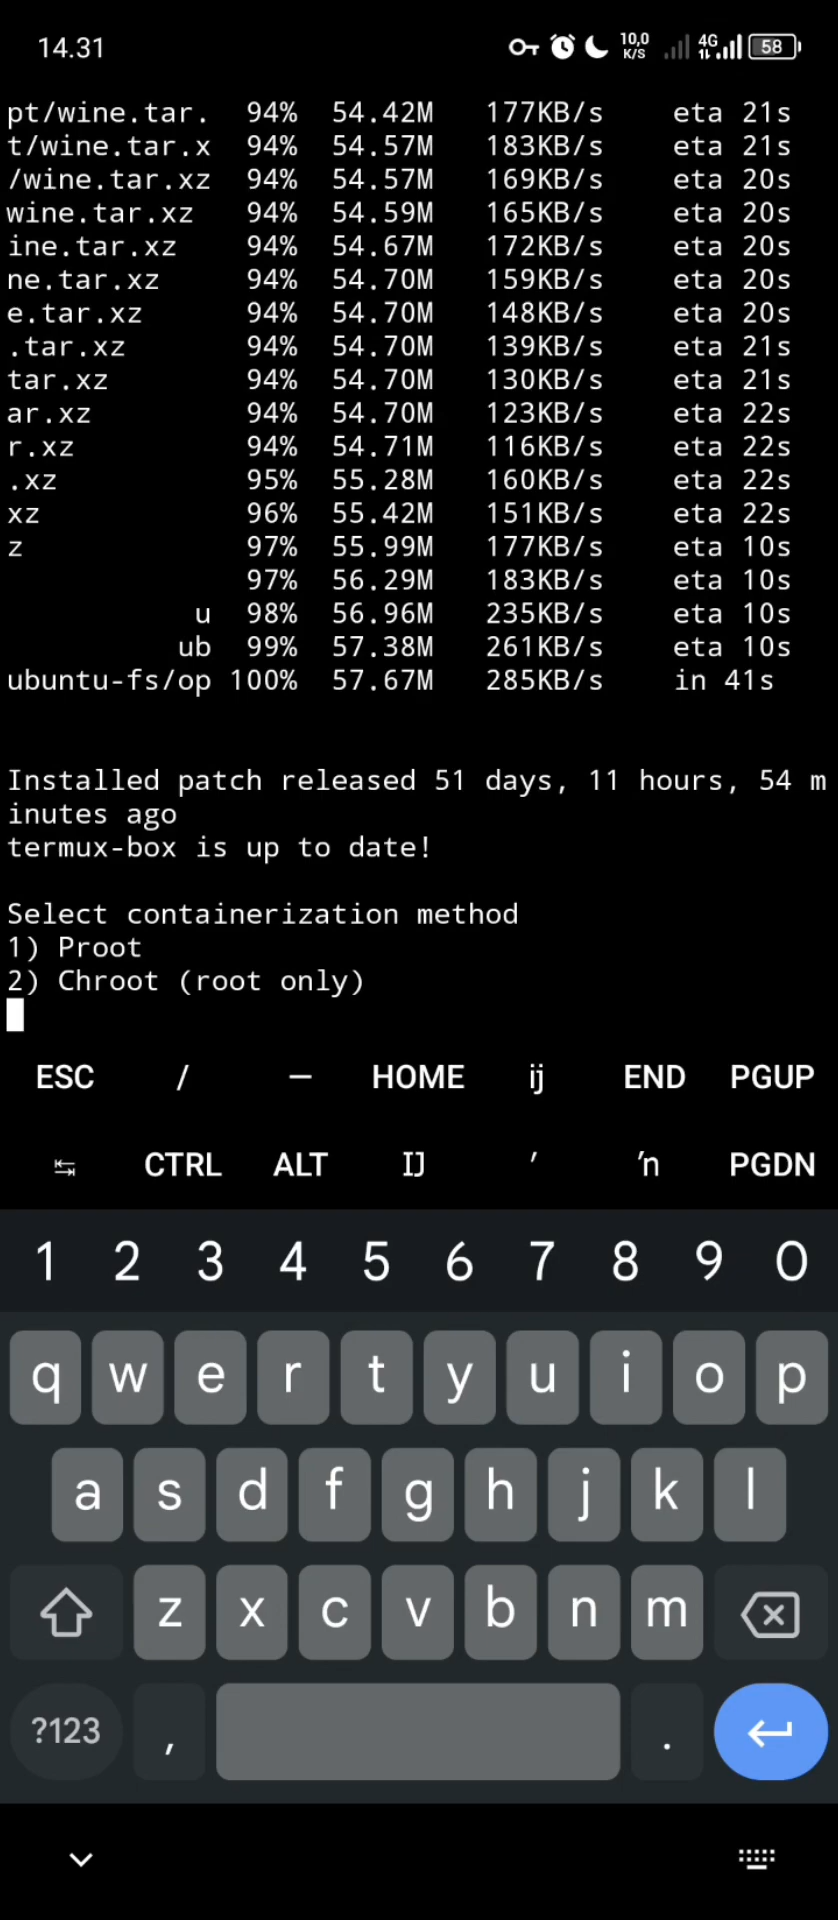 14.31 10,0 K/S 4G 58
pt/wine.tar. 94% 54.42M 177KB/s eta 21s
t/wine.tar.x 94% 54.57M 183KB/s eta 21s
/wine.tar.xz 94% 54.57M 169KB/s eta 20s
wine.tar.xz 94% 54.59M 165KB/s eta 20s
ine.tar.xz 94% 54.67M 172KB/s eta 20s
ne.tar.xz 94% 54.70M 159KB/s eta 20s
e.tar.xz 94% 54.70M 148KB/s eta 20s
.tar.xz 94% 54.70M 139KB/s eta 21s
tar.xz 94% 54.70M 130KB/s eta 21s
ar.xz 94% 54.70M 123KB/s eta 22s
r.xz 94% 54.71M 116KB/s eta 22s
.xz 95% 55.28M 160KB/s eta 22s
xz 96% 55.42M 151KB/s eta 22s
z 97% 55.99M 177KB/s eta 10s
97% 56.29M 183KB/s eta 10s
u 98% 56.96M 235KB/s eta 10s
ub 99% 57.38M 261KB/s eta 10s
ubuntu-fs/op 100% 57.67M 285KB/s in 41s
Installed patch released 51 days, 11 hours, 54 m
inutes ago
termux-box is up to date!
Select containerization method
1) Proot
2) Chroot (root only)
ESC / — HOME ĳ END PGUP
CTRL ALT Ĳ ′ ŉ PGDN
1 2 3 4 5 6 7 8 9 0
q w e r t y u i o p
a s d f g h j k l
z x c v b n m
?123 , .